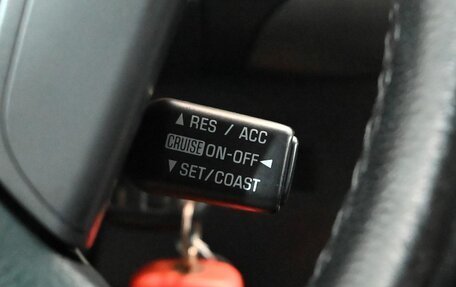 ▲ RES / ACC
CRUISE ON-OFF ◄
▼ SET/COAST